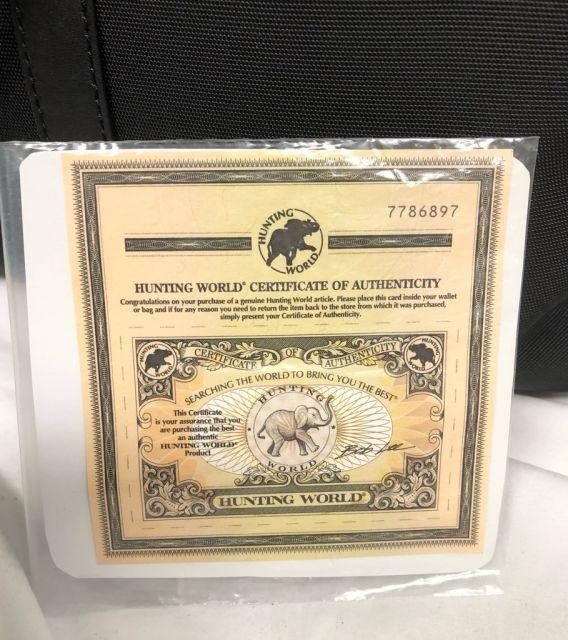 7786897
HUNTING
WORLD
HUNTING WORLD® CERTIFICATE OF AUTHENTICITY
Congratulations on your purchase of a genuine Hunting World article. Please place this card inside your wallet
or bag and if for any reason you need to return the item back to the store from which it was purchased,
simply present your Certificate of Authenticity.
HUNTING
WORLD
CERTIFICATE OF AUTHENTICITY
HUNTING
WORLD
SEARCHING THE WORLD TO BRING YOU THE BEST®
This Certificate
is your assurance that you
are purchasing the best
an authentic
HUNTING WORLD®
Product
HUNTING
WORLD
HUNTING WORLD®